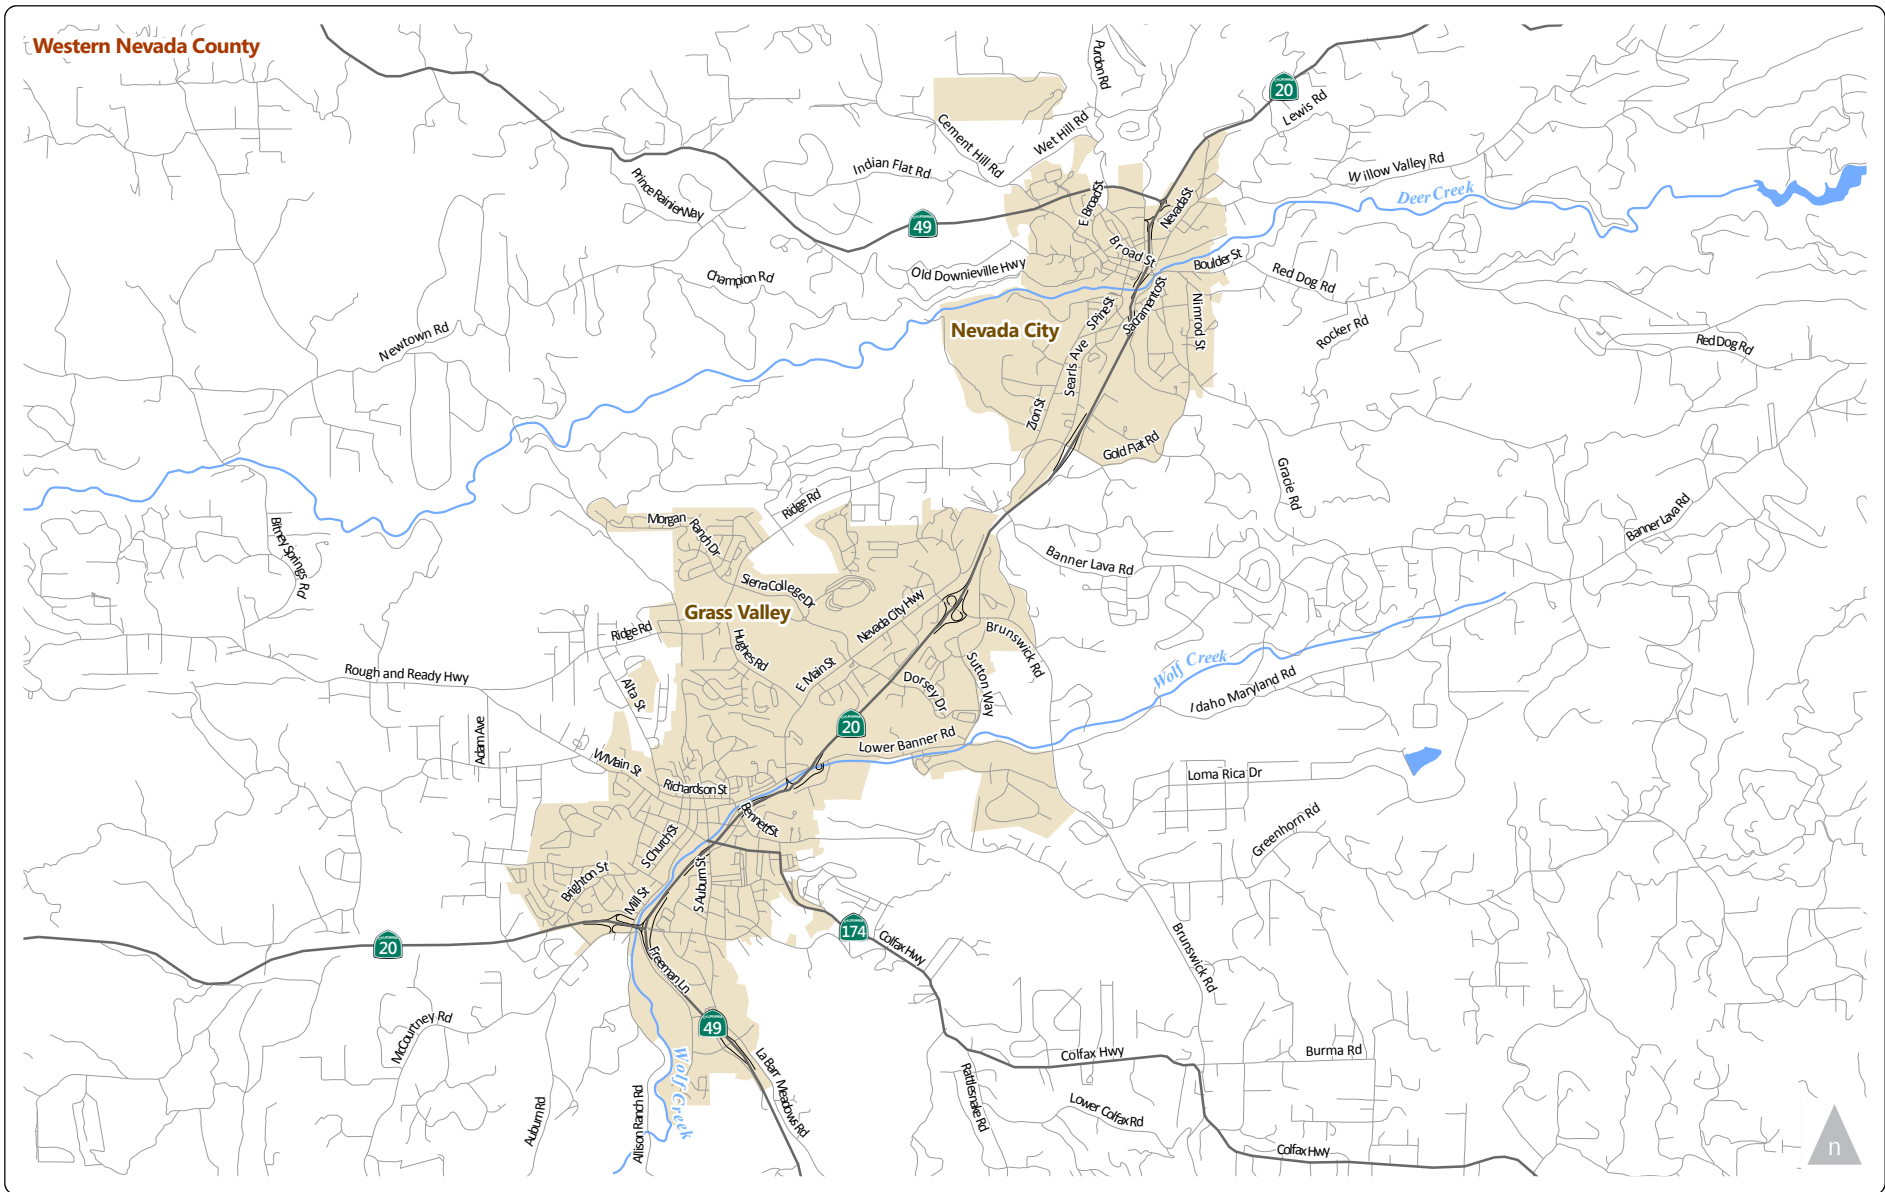 Western Nevada County
Purdon Rd
CALIFORNIA
20
Lewis Rd
Cement Hill Rd
Wet Hill Rd
Indian Flat Rd
Willow Valley Rd
Deer Creek
Prince Rainier Way
E Broad St
Nevada St
CALIFORNIA
49
Broad St
Boulder St
Old Downieville Hwy
Champion Rd
Red Dog Rd
Sacramento St
S Pine St
Nimrod St
Nevada City
Rocker Rd
Red Dog Rd
Newtown Rd
Searls Ave
Zion St
Gold Flat Rd
Gracie Rd
Ridge Rd
Morgan
Ranch Dr
Banner Lava Rd
Bitney Springs Rd
Banner Lava Rd
Sierra College Dr
Grass Valley
Nevada City Hwy
Ridge Rd
Hughes Rd
Brunswick Rd
Wolf Creek
Rough and Ready Hwy
E Main St
Sutton Way
Dorsey Dr
Alta St
Idaho Maryland Rd
CALIFORNIA
20
Adam Ave
Lower Banner Rd
W Main St
Loma Rica Dr
Richardson St
Bennett St
Greenhorn Rd
S Church St
Brighton St
S Auburn St
Mill St
CALIFORNIA
174
CALIFORNIA
20
Colfax Hwy
Brunswick Rd
Freeman Ln
CALIFORNIA
49
McCourtney Rd
Wolf Creek
La Barr Meadows Rd
Colfax Hwy
Burma Rd
Rattlesnake Rd
Auburn Rd
Allison Ranch Rd
Lower Colfax Rd
Colfax Hwy
n